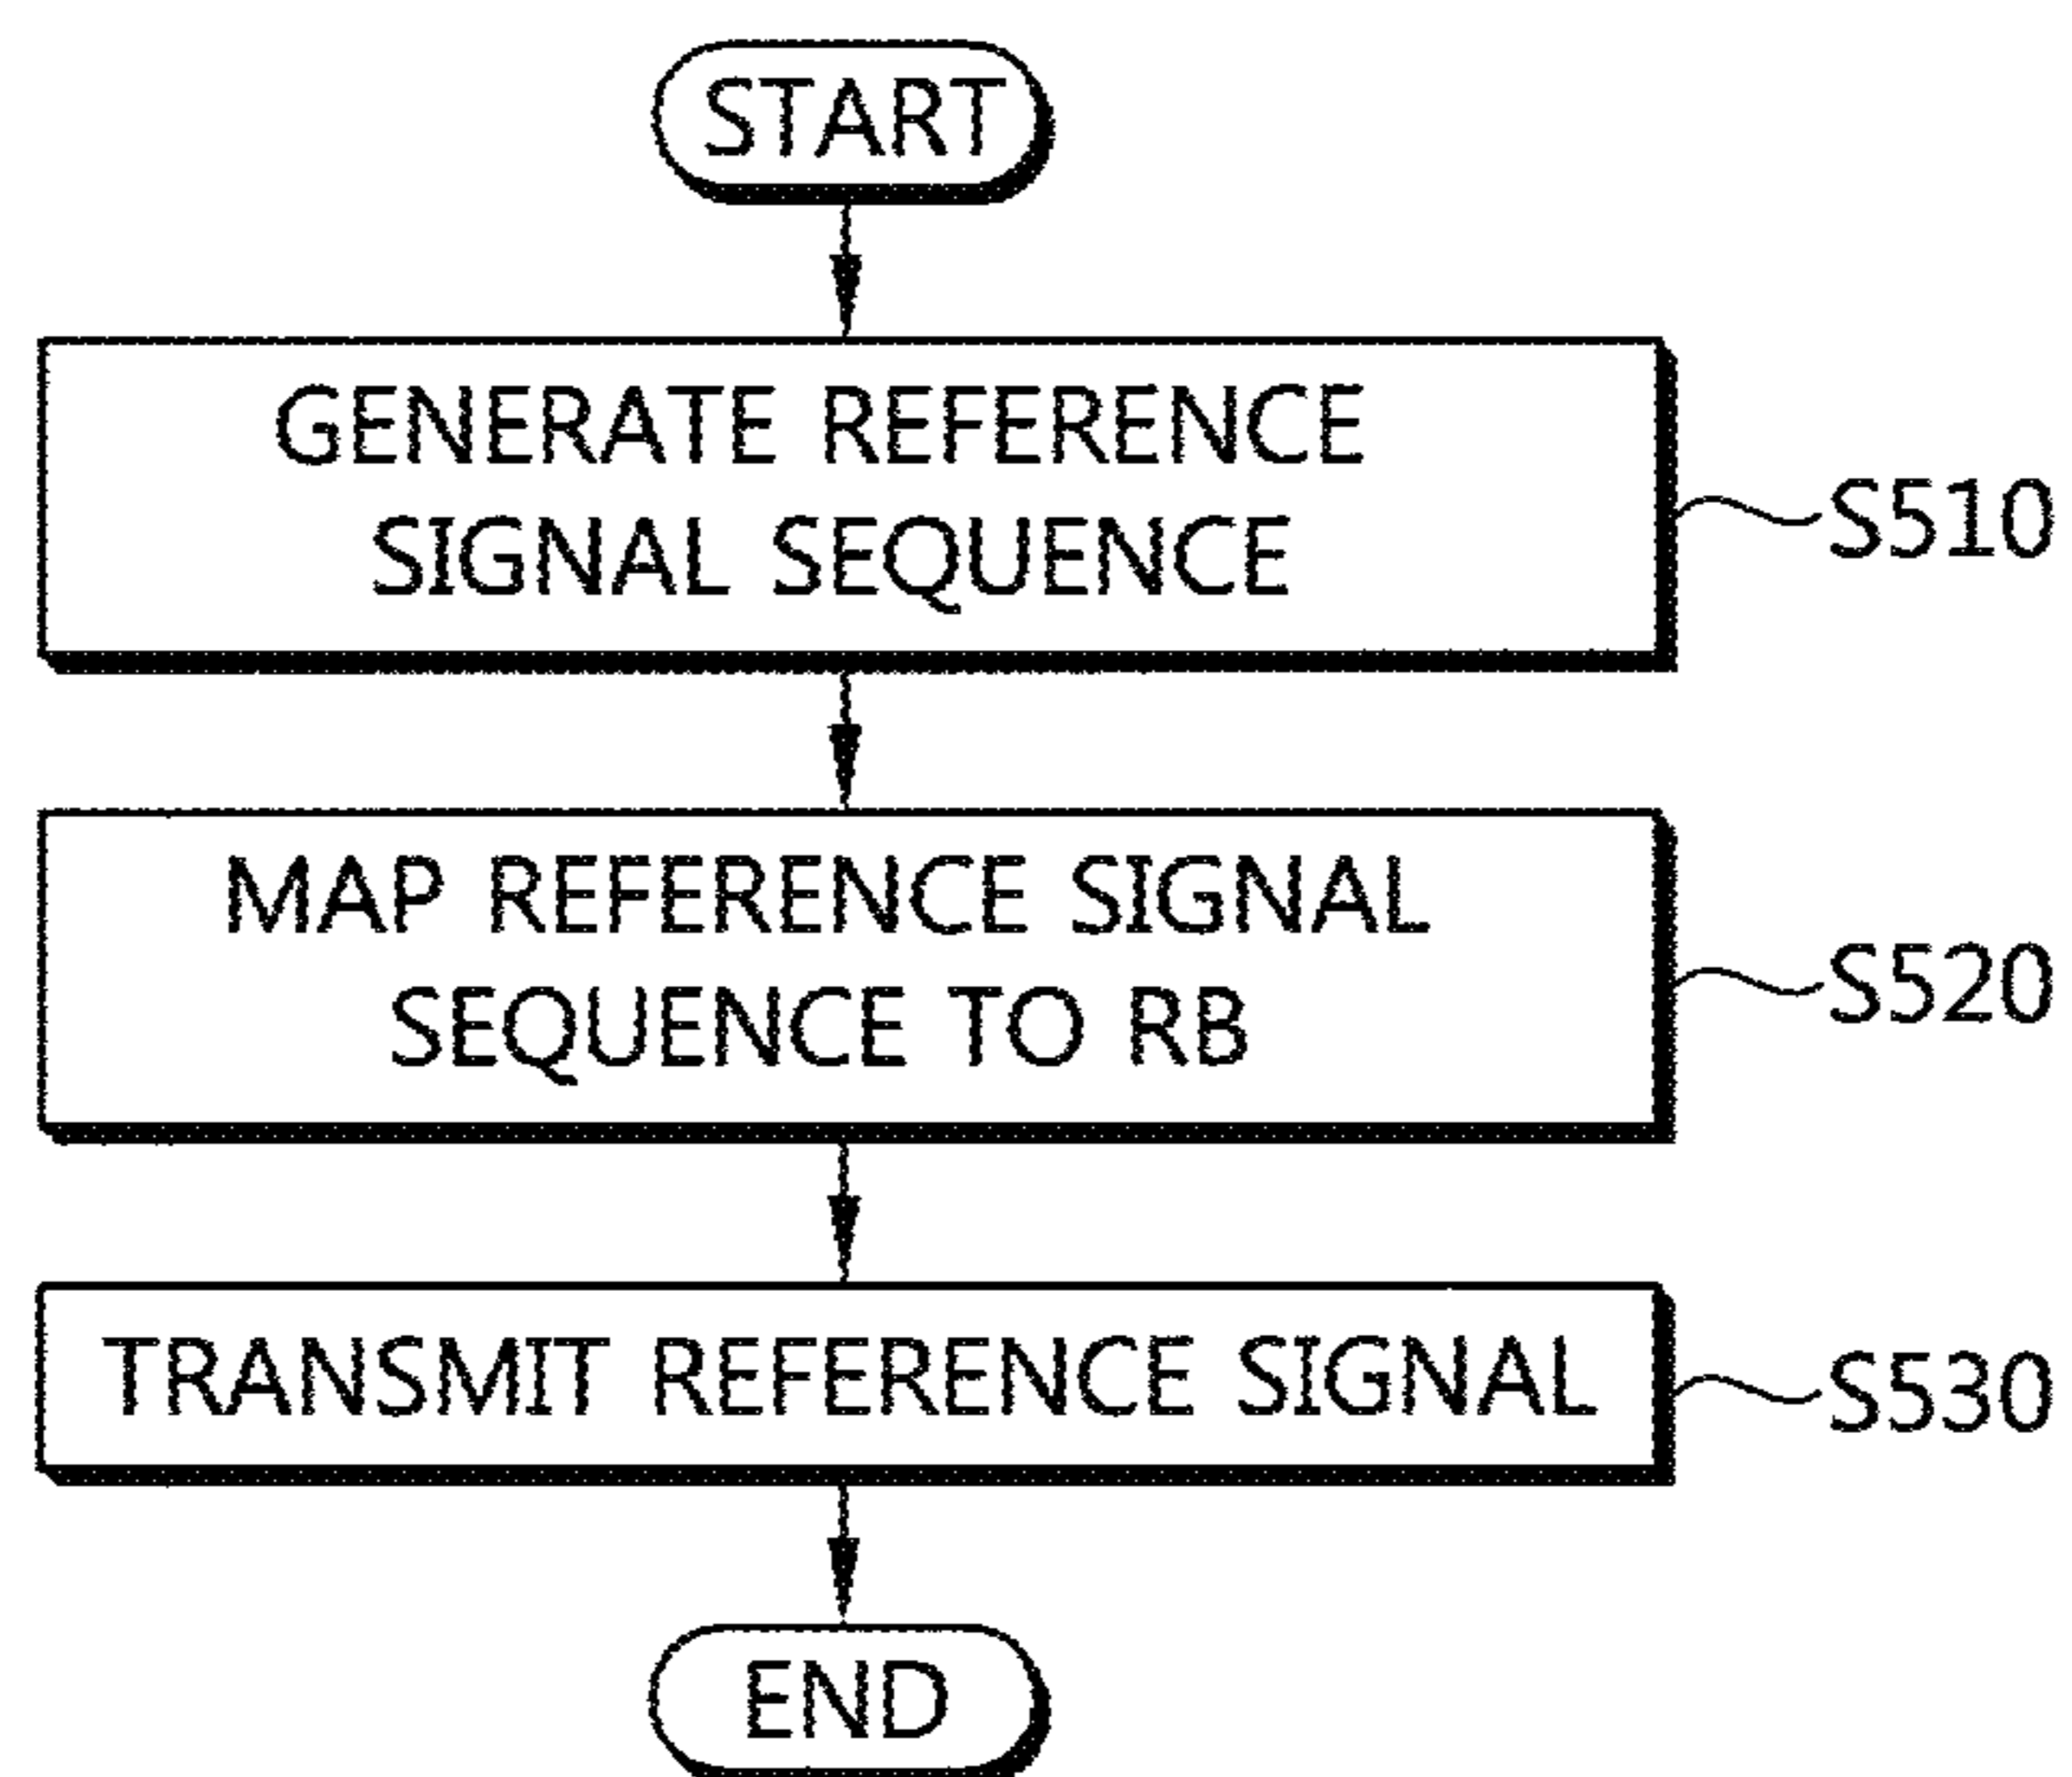 START
GENERATE REFERENCE
SIGNAL SEQUENCE
S510
MAP REFERENCE SIGNAL
SEQUENCE TO RB
S520
TRANSMIT REFERENCE SIGNAL
S530
END